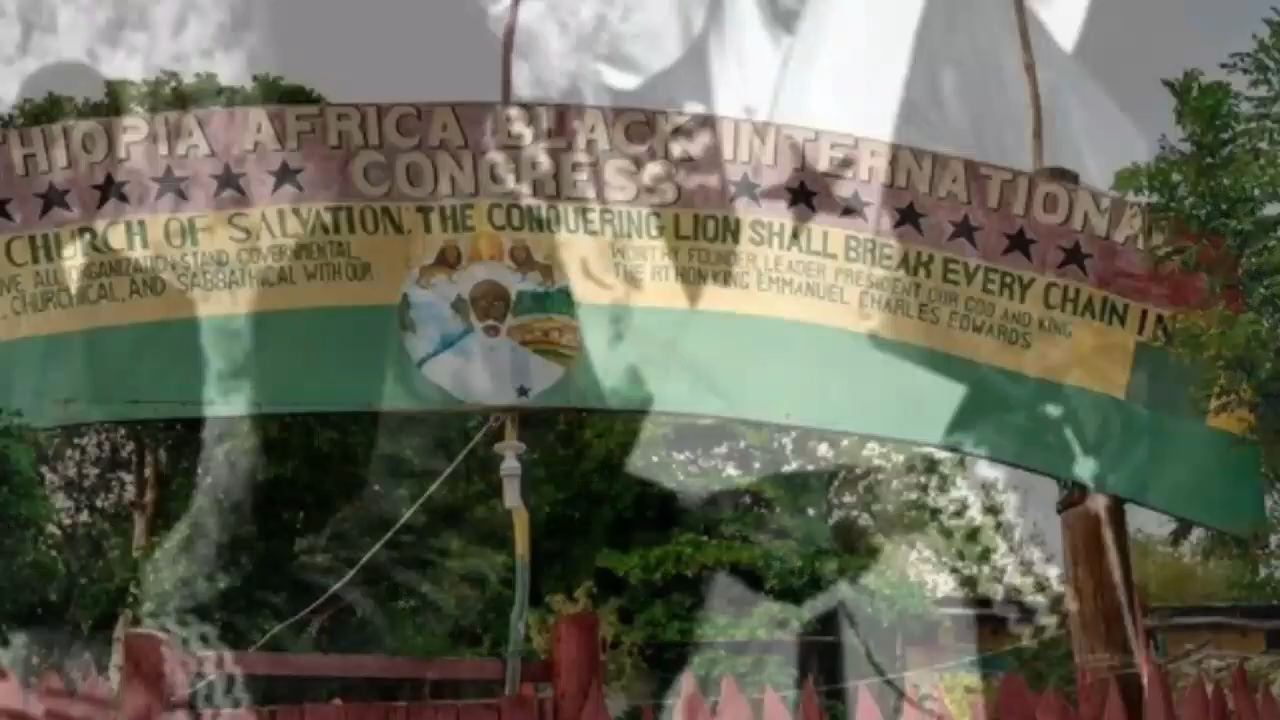 THIOPIA AFRICA BLACK INTERNATIONAL
CONGRESS
CHURCH OF SALVATION. THE CONQUERING LION SHALL BREAK EVERY CHAIN IN
VE ALL ORGANIZATION STAND GOVERNMENTAL,
, CHURCHICAL, AND SABBATHICAL WITH OUR
WORTHY FOUNDER LEADER PRESIDENT OUR GOD AND KING
THE RT HON KING EMMANUEL CHARLES EDWARDS